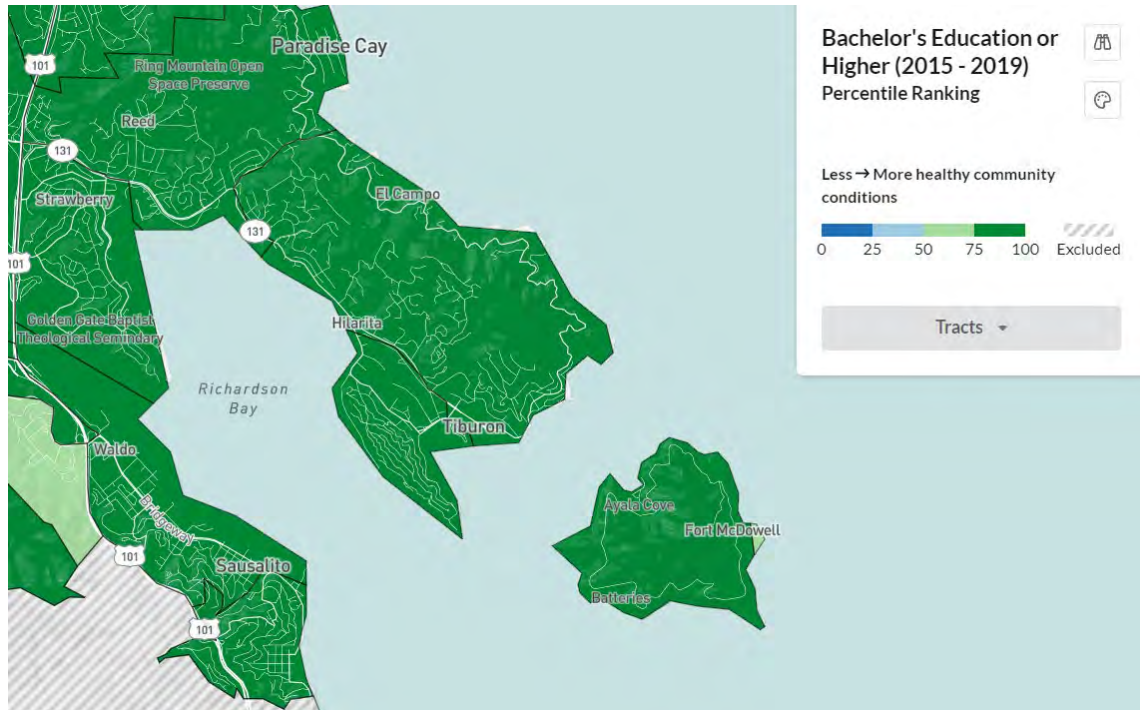 Paradise Cay
101
Ring Mountain Open
Space Preserve
Reed
131
Strawberry
El Campo
131
101
Golden Gate Baptist
Theological Semindary
Hilarita
Richardson
Bay
Tiburon
Waldo
Bridgeway
Ayala Cove
Fort McDowell
101
Sausalito
Batteries
101
Bachelor's Education or
Higher (2015 - 2019)
Percentile Ranking
Less → More healthy community
conditions
0 25 50 75 100 Excluded
Tracts